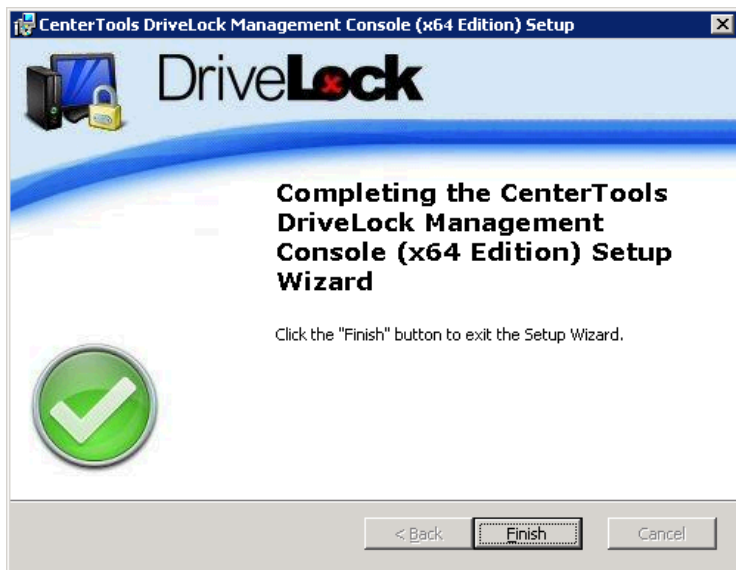 CenterTools DriveLock Management Console (x64 Edition) Setup
DriveLock
Completing the CenterTools
DriveLock Management
Console (x64 Edition) Setup
Wizard
Click the "Finish" button to exit the Setup Wizard.
< Back Finish Cancel